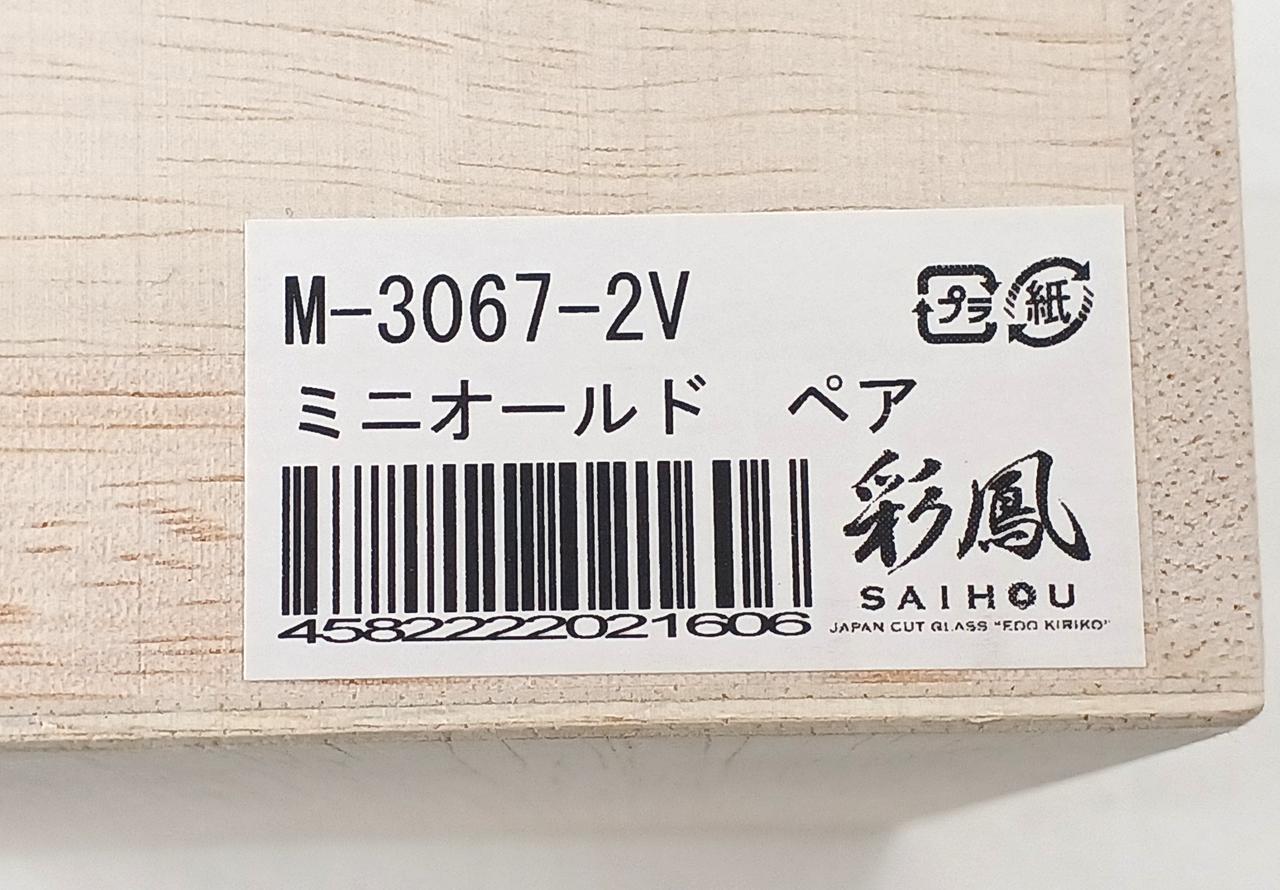 M-3067-2V
プラ 紙
ミニオールド ペア
彩鳳
SAIHOU
4582222021606
JAPAN CUT GLASS "EDO KIRIKO"